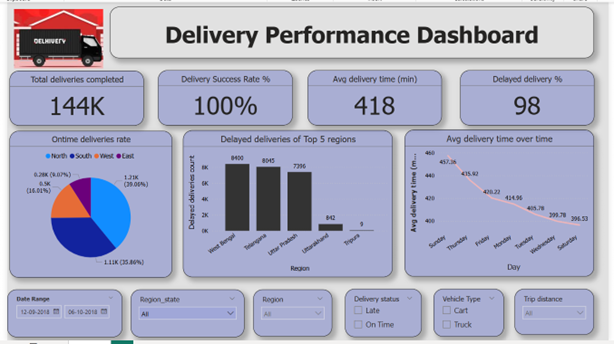 DELHIVERY
Delivery Performance Dashboard
Total deliveries completed
144K
Delivery Success Rate %
100%
Avg delivery time (min)
418
Delayed delivery %
98
Ontime deliveries rate
North South West East
0.28K (9.07%)
0.5K
(16.01%)
1.21K
(39.06%)
1.11K (35.86%)
Delayed deliveries of Top 5 regions
Delayed deliveries count
8K
6K
4K
2K
0K
8400
8045
7396
842
9
West Bengal
Telangana
Uttar Pradesh
Uttarakhand
Tripura
Region
Avg delivery time over time
Avg delivery time (m...
460
440
420
400
457.36
435.92
420.22
414.96
405.78
399.78
396.53
Sunday
Thursday
Friday
Monday
Tuesday
Wednesday
Saturday
Day
Date Range
12-09-2018
06-10-2018
Region_state
All
Region
All
Delivery status
Late
On Time
Vehicle Type
Cart
Truck
Trip distance
All